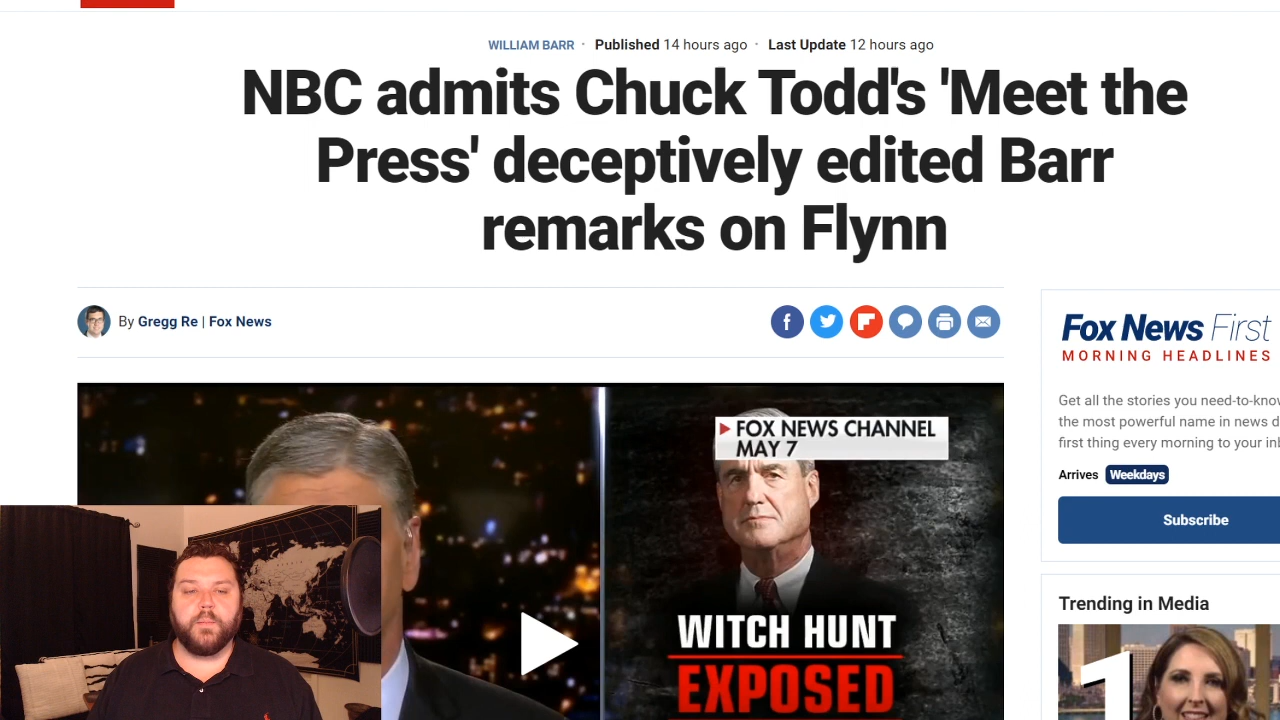 WILLIAM BARR · Published 14 hours ago · Last Update 12 hours ago
NBC admits Chuck Todd's 'Meet the
Press' deceptively edited Barr
remarks on Flynn
By Gregg Re | Fox News
Fox News First
MORNING HEADLINES
Get all the stories you need-to-know
the most powerful name in news d
first thing every morning to your in
Arrives Weekdays
Subscribe
FOX NEWS CHANNEL
MAY 7
WITCH HUNT
EXPOSED
Trending in Media
1